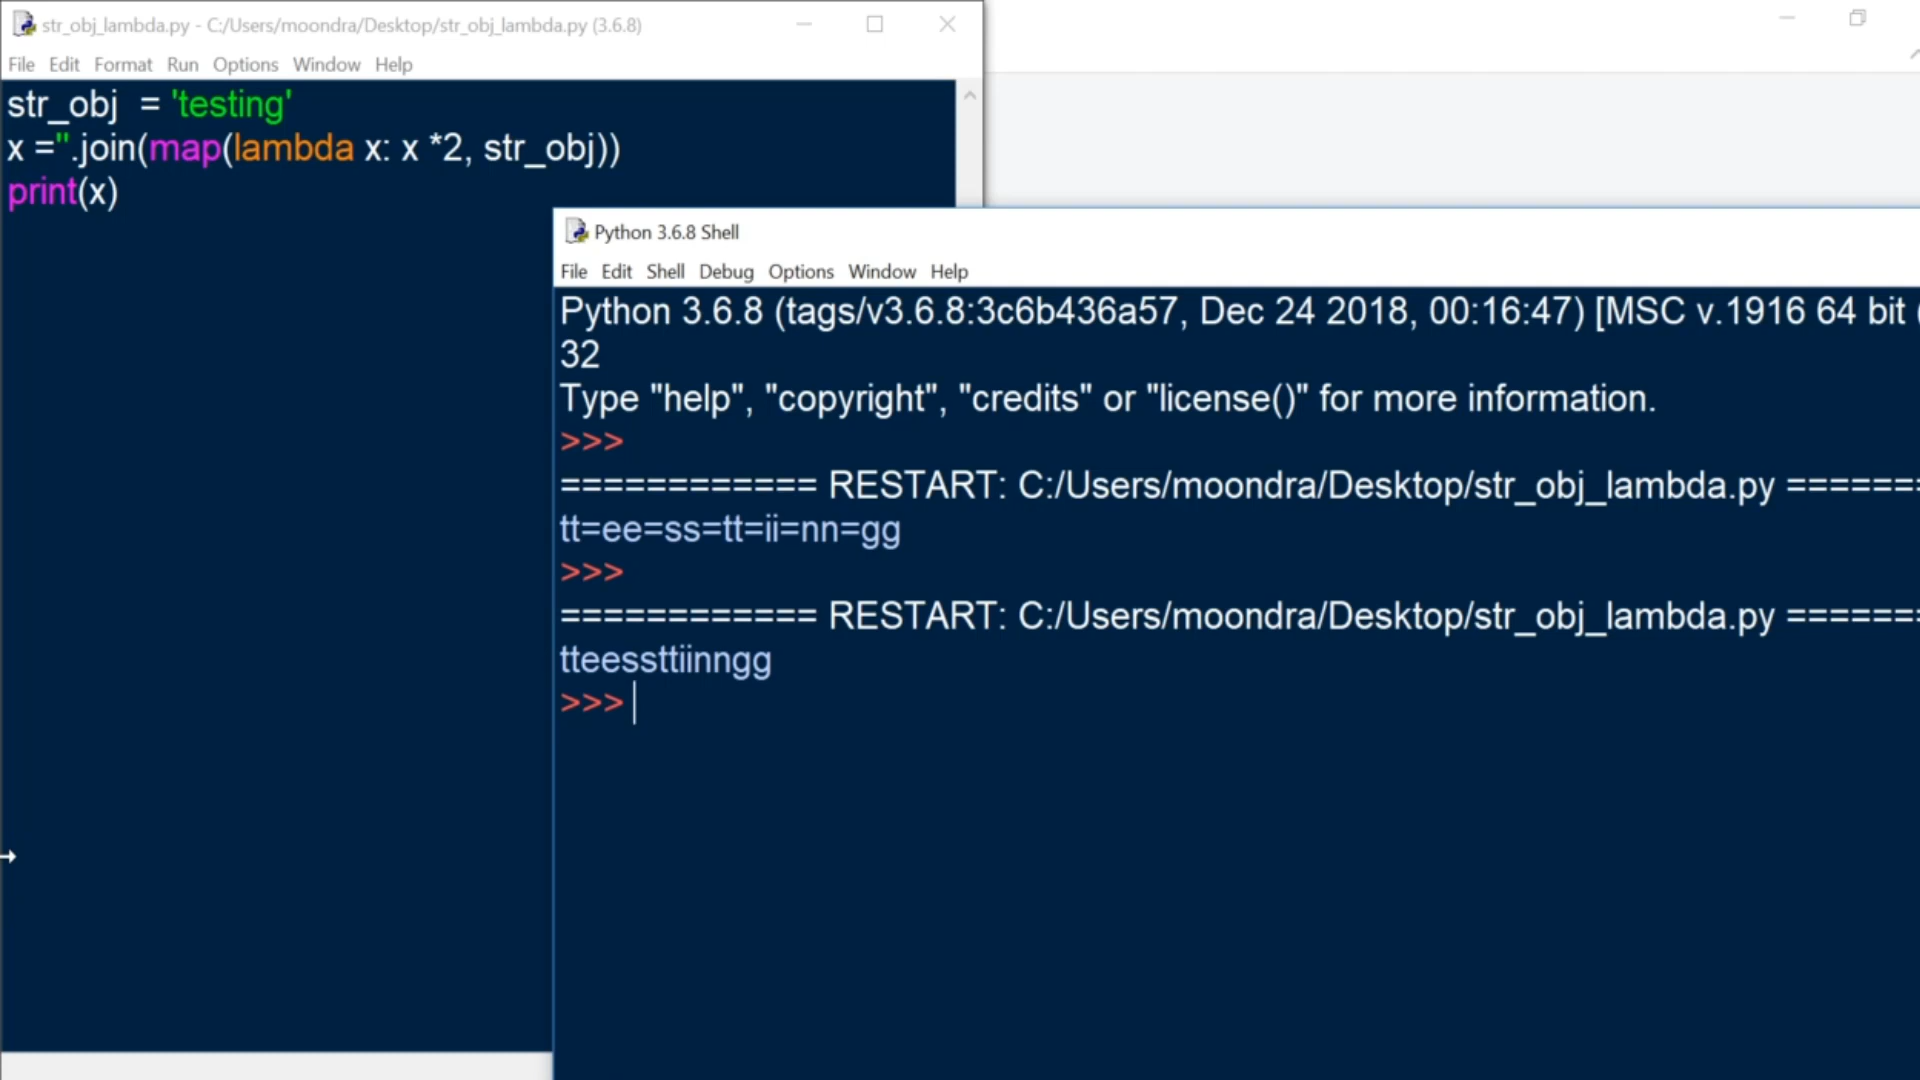 str_obj_lambda.py - C:/Users/moondra/Desktop/str_obj_lambda.py (3.6.8)
File Edit Format Run Options Window Help
str_obj  = 'testing'
x =''.join(map(lambda x: x *2, str_obj))
print(x)
Python 3.6.8 Shell
File Edit Shell Debug Options Window Help
Python 3.6.8 (tags/v3.6.8:3c6b436a57, Dec 24 2018, 00:16:47) [MSC v.1916 64 bit (
32
Type "help", "copyright", "credits" or "license()" for more information.
>>>
============ RESTART: C:/Users/moondra/Desktop/str_obj_lambda.py =======
tt=ee=ss=tt=ii=nn=gg
>>>
============ RESTART: C:/Users/moondra/Desktop/str_obj_lambda.py =======
tteessttiinngg
>>>